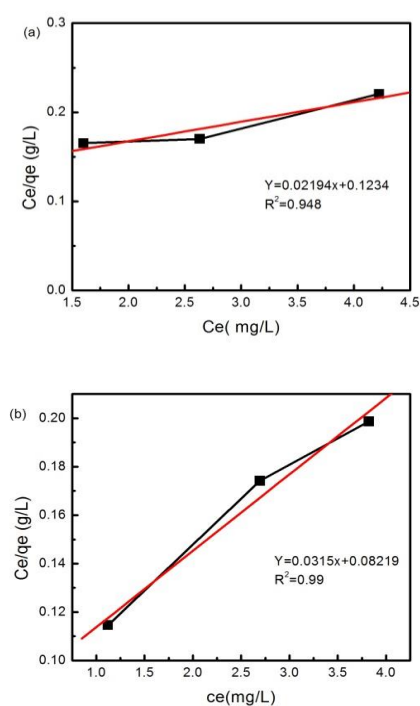 (a)
0.3
0.2
0.1
0.0
Ce/qe (g/L)
Y=0.02194x+0.1234
R²=0.948
1.5 2.0 2.5 3.0 3.5 4.0 4.5
Ce( mg/L)
(b)
0.20
0.18
0.16
0.14
0.12
0.10
Ce/qe (g/L)
Y=0.0315x+0.08219
R²=0.99
1.0 1.5 2.0 2.5 3.0 3.5 4.0
ce(mg/L)